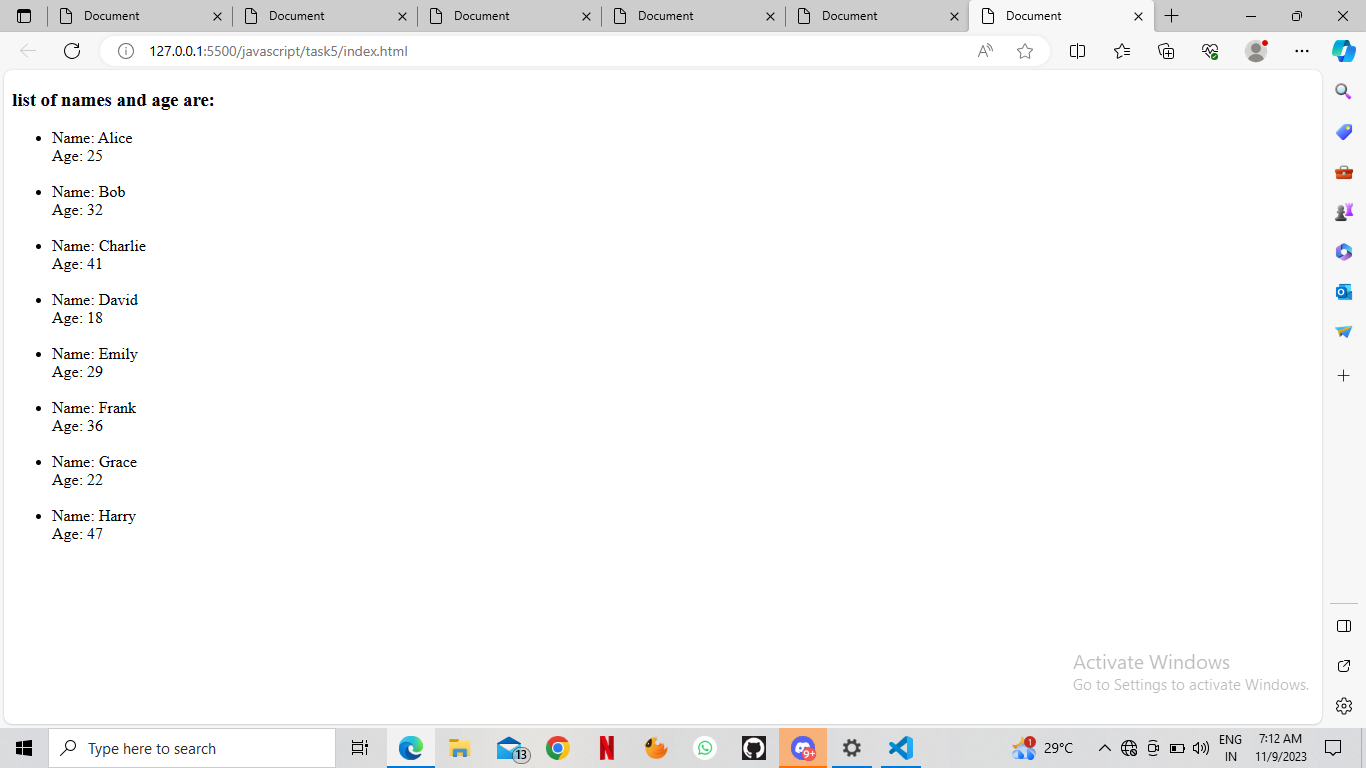 Document
Document
Document
Document
Document
Document
127.0.0.1:5500/javascript/task5/index.html
list of names and age are:
Name: Alice
Age: 25
Name: Bob
Age: 32
Name: Charlie
Age: 41
Name: David
Age: 18
Name: Emily
Age: 29
Name: Frank
Age: 36
Name: Grace
Age: 22
Name: Harry
Age: 47
Activate Windows
Go to Settings to activate Windows.
Type here to search
13
N
9+
1
29°C
ENG
IN
7:12 AM
11/9/2023